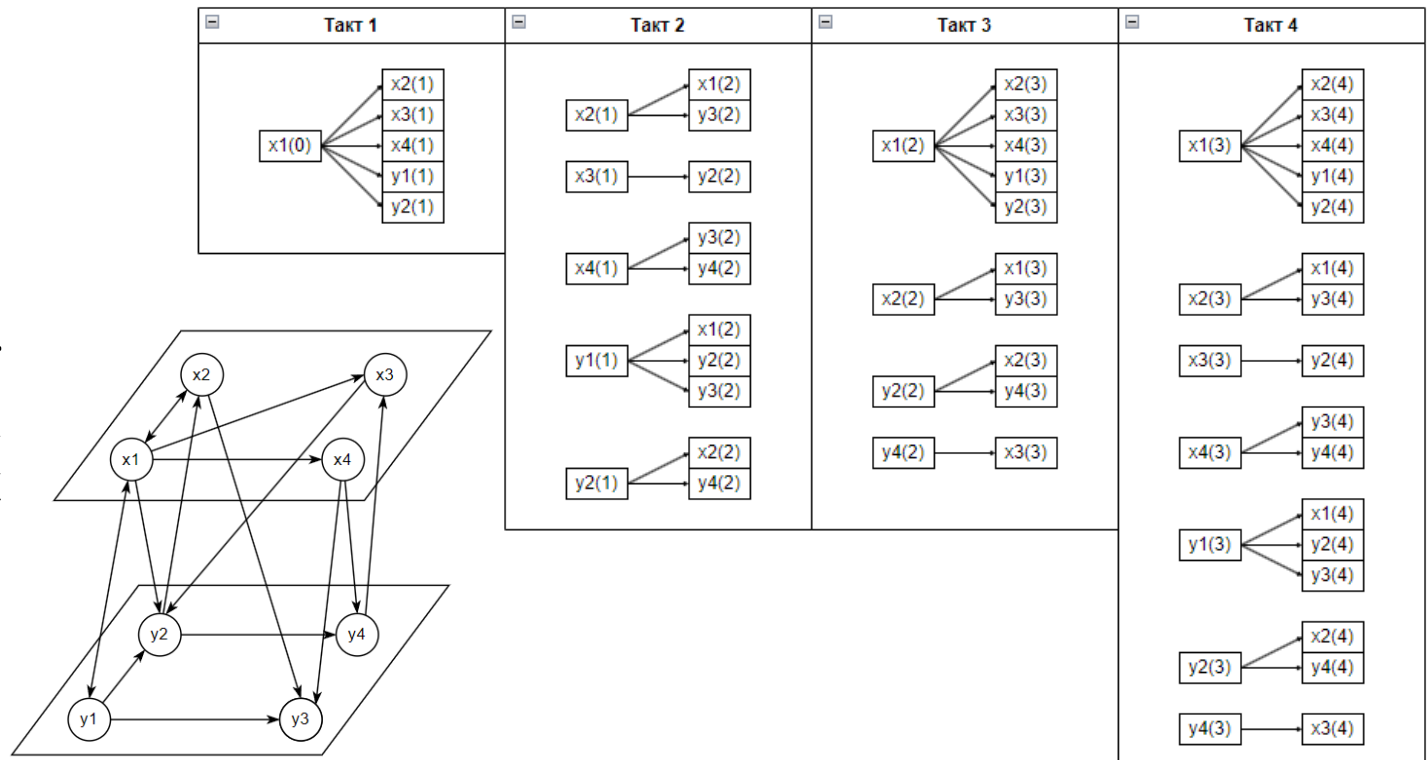 Такт 1
x1(0)
x2(1)
x3(1)
x4(1)
y1(1)
y2(1)
Такт 2
x2(1)
x1(2)
y3(2)
x3(1)
y2(2)
x4(1)
y3(2)
y4(2)
y1(1)
x1(2)
y2(2)
y3(2)
y2(1)
x2(2)
y4(2)
Такт 3
x1(2)
x2(3)
x3(3)
x4(3)
y1(3)
y2(3)
x2(2)
x1(3)
y3(3)
y2(2)
x2(3)
y4(3)
y4(2)
x3(3)
Такт 4
x1(3)
x2(4)
x3(4)
x4(4)
y1(4)
y2(4)
x2(3)
x1(4)
y3(4)
x3(3)
y2(4)
x4(3)
y3(4)
y4(4)
y1(3)
x1(4)
y2(4)
y3(4)
y2(3)
x2(4)
y4(4)
y4(3)
x3(4)
x2
x3
x1
x4
y2
y4
y1
y3